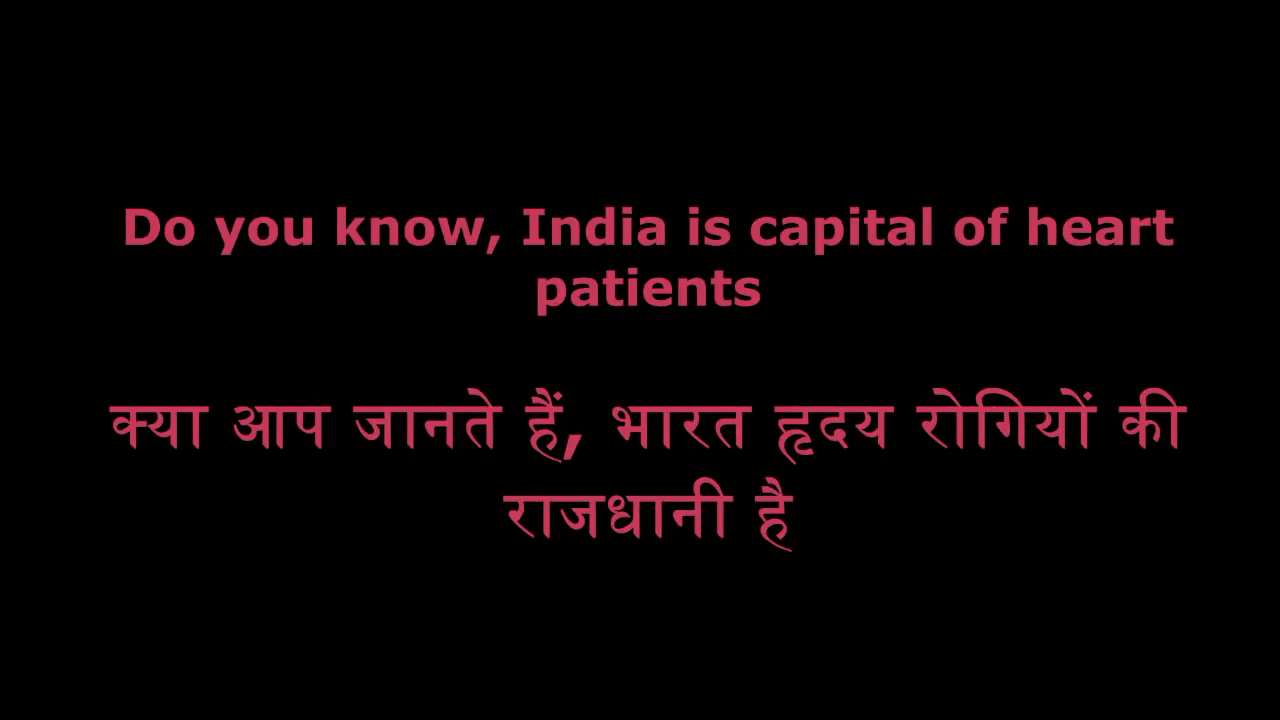 Do you know, India is capital of heart
patients
क्या आप जानते हैं, भारत हृदय रोगियों की
राजधानी है